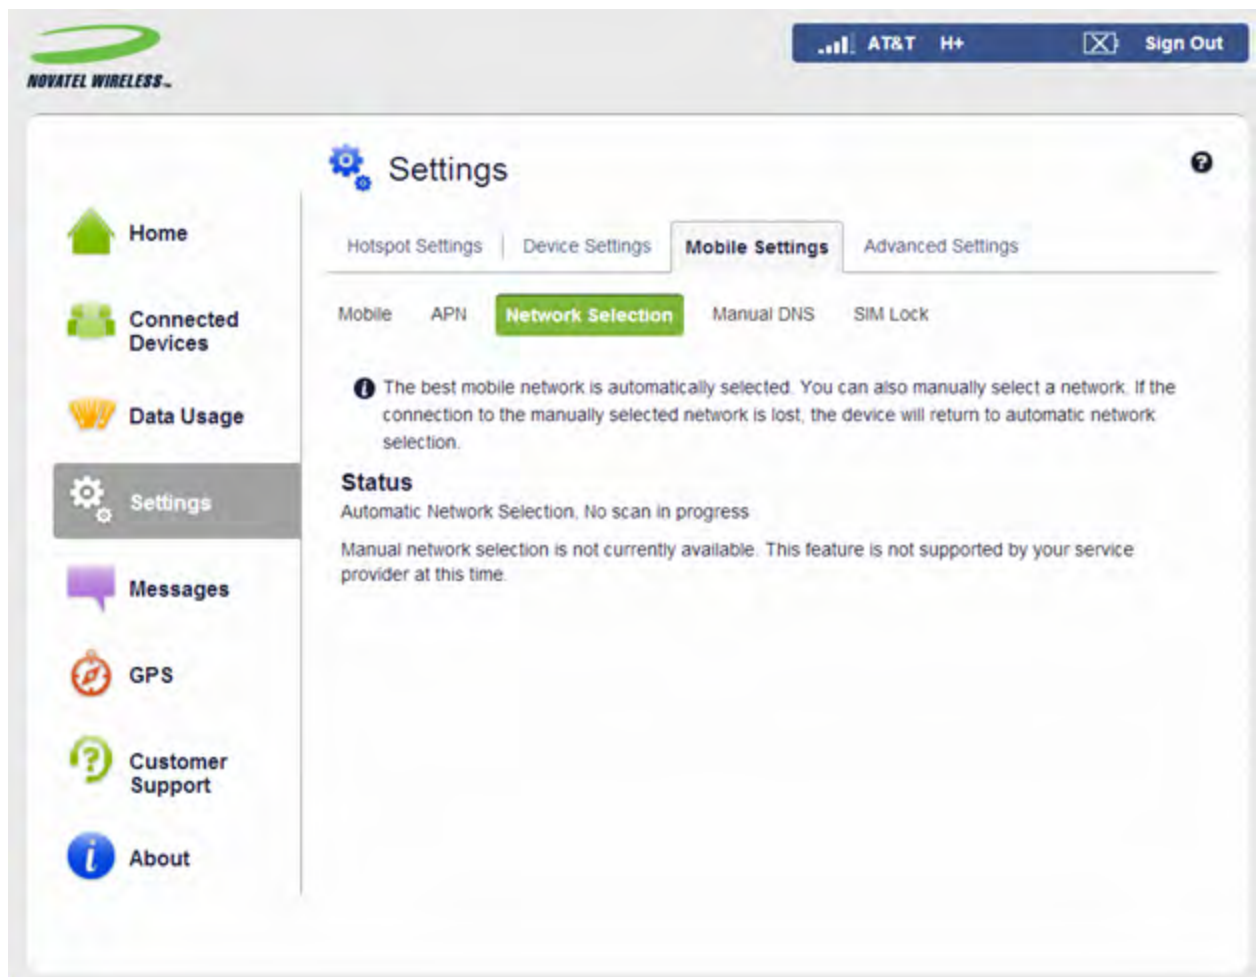 NOVATEL WIRELESS™
AT&T H+ Sign Out
Settings
Home
Connected
Devices
Data Usage
Settings
Messages
GPS
Customer
Support
About
Hotspot Settings Device Settings Mobile Settings Advanced Settings
Mobile APN Network Selection Manual DNS SIM Lock
The best mobile network is automatically selected. You can also manually select a network. If the
connection to the manually selected network is lost, the device will return to automatic network
selection.
Status
Automatic Network Selection, No scan in progress
Manual network selection is not currently available. This feature is not supported by your service
provider at this time.